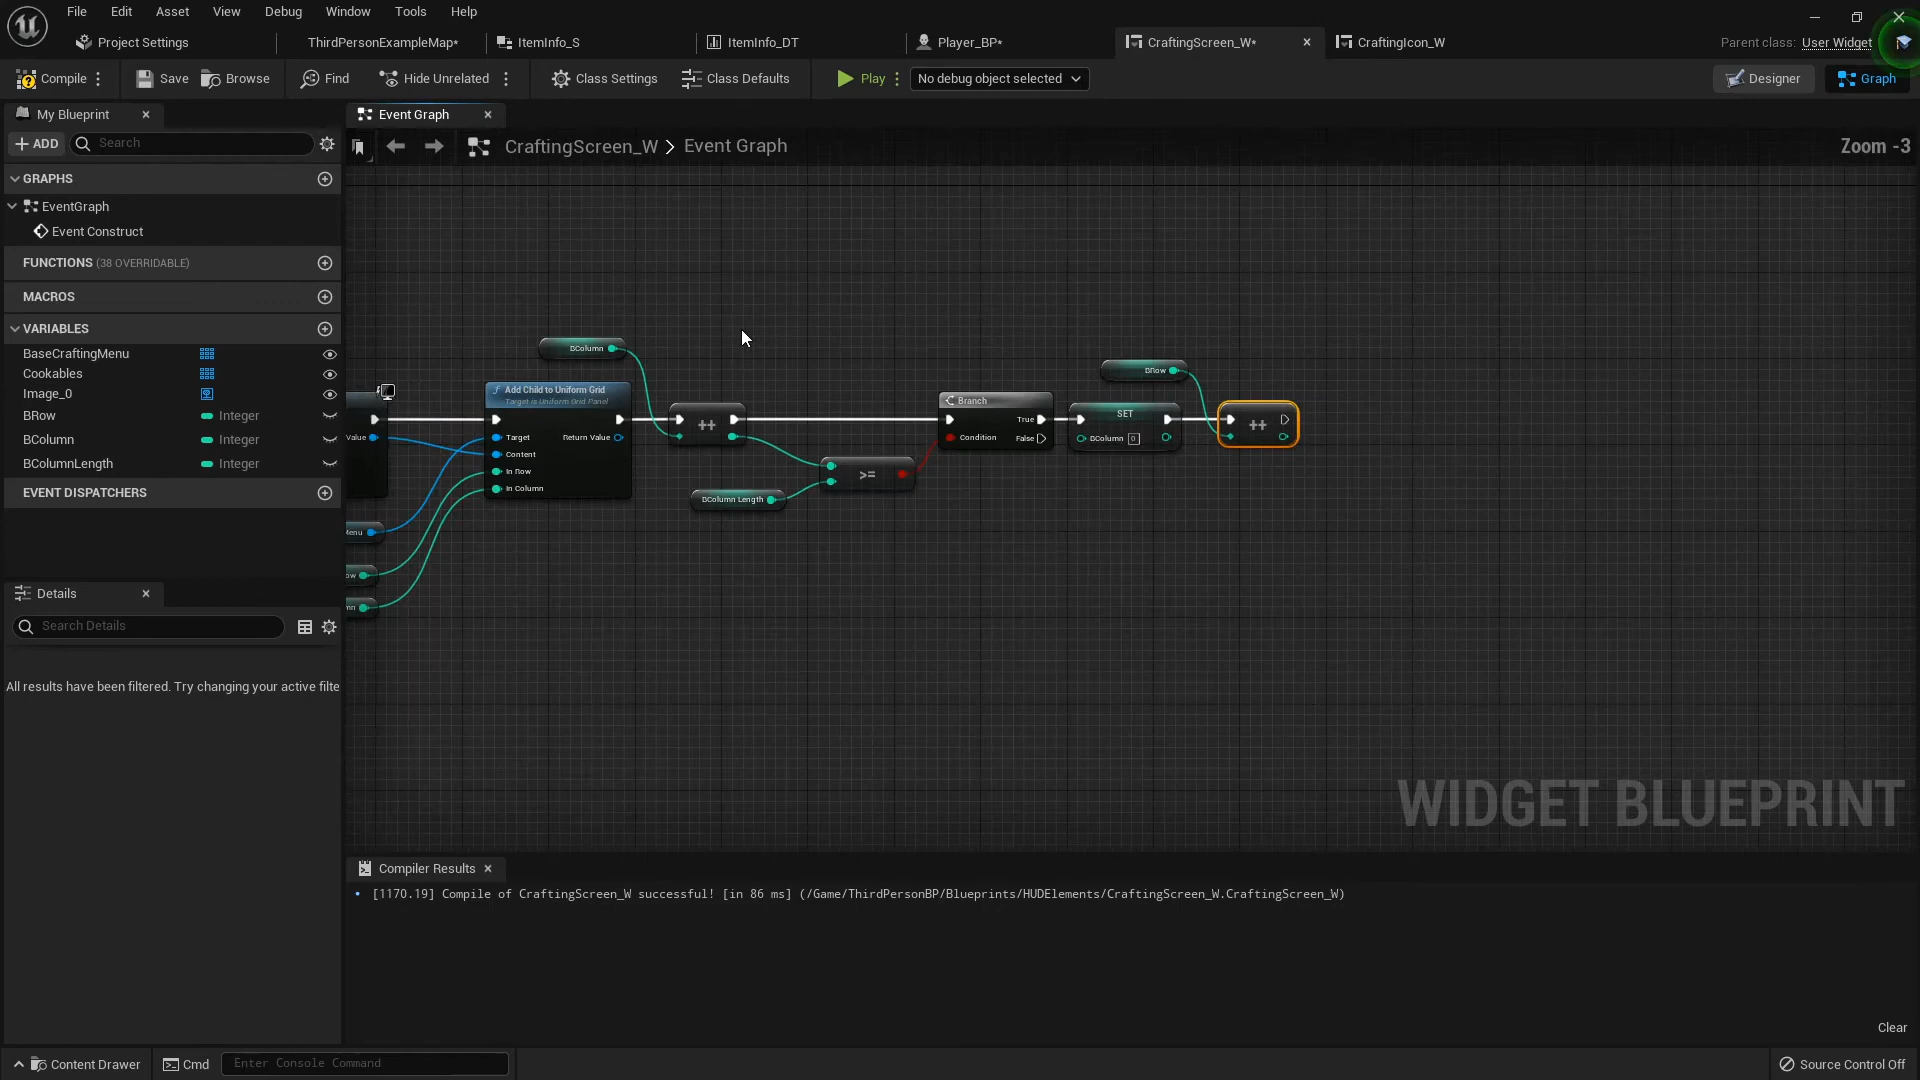 File Edit Asset View Debug Window Tools Help
Project Settings
ThirdPersonExampleMap*
ItemInfo_S
ItemInfo_DT
Player_BP*
CraftingScreen_W*
CraftingIcon_W
Parent class: User Widget
Compile
Save
Browse
Find
Hide Unrelated
Class Settings
Class Defaults
Play
No debug object selected
Designer
Graph
My Blueprint
Event Graph
ADD
Search
CraftingScreen_W > Event Graph
Zoom -3
GRAPHS
EventGraph
Event Construct
FUNCTIONS (38 OVERRIDABLE)
MACROS
VARIABLES
BaseCraftingMenu
Cookables
Image_0
BRow Integer
BColumn Integer
BColumnLength Integer
EVENT DISPATCHERS
BColumn
Add Child to Uniform Grid
Target is Uniform Grid Panel
Target
Return Value
Content
In Row
In Column
Value
++
>=
BColumn Length
Branch
True
Condition
False
SET
BColumn 0
BRow
++
Details
Search Details
All results have been filtered. Try changing your active filte
WIDGET BLUEPRINT
Compiler Results
[1170.19] Compile of CraftingScreen_W successful! [in 86 ms] (/Game/ThirdPersonBP/Blueprints/HUDElements/CraftingScreen_W.CraftingScreen_W)
Clear
Content Drawer
Cmd
Enter Console Command
Source Control Off